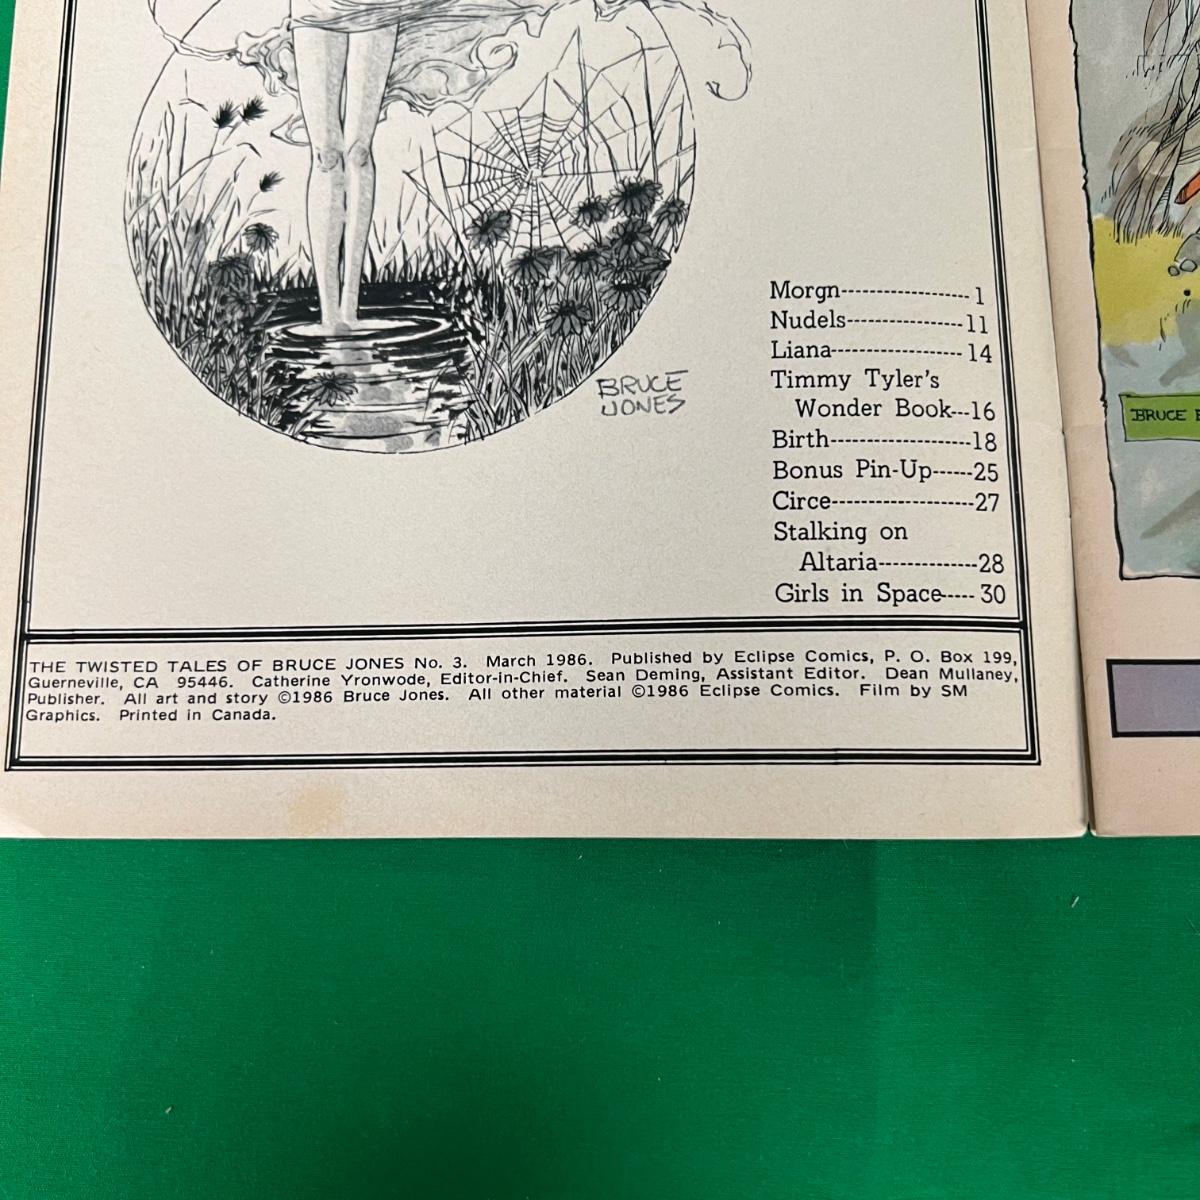 BRUCE
JONES
Morgn------------------1
Nudels-----------------11
Liana------------------14
Timmy Tyler's
Wonder Book---16
Birth--------------------18
Bonus Pin-Up------25
Circe--------------------27
Stalking on
Altaria--------------28
Girls in Space-----30
THE TWISTED TALES OF BRUCE JONES No. 3. March 1986. Published by Eclipse Comics, P. O. Box 199,
Guerneville, CA 95446. Catherine Yronwode, Editor-in-Chief. Sean Deming, Assistant Editor. Dean Mullaney,
Publisher. All art and story ©1986 Bruce Jones. All other material ©1986 Eclipse Comics. Film by SM
Graphics. Printed in Canada.
BRUCE